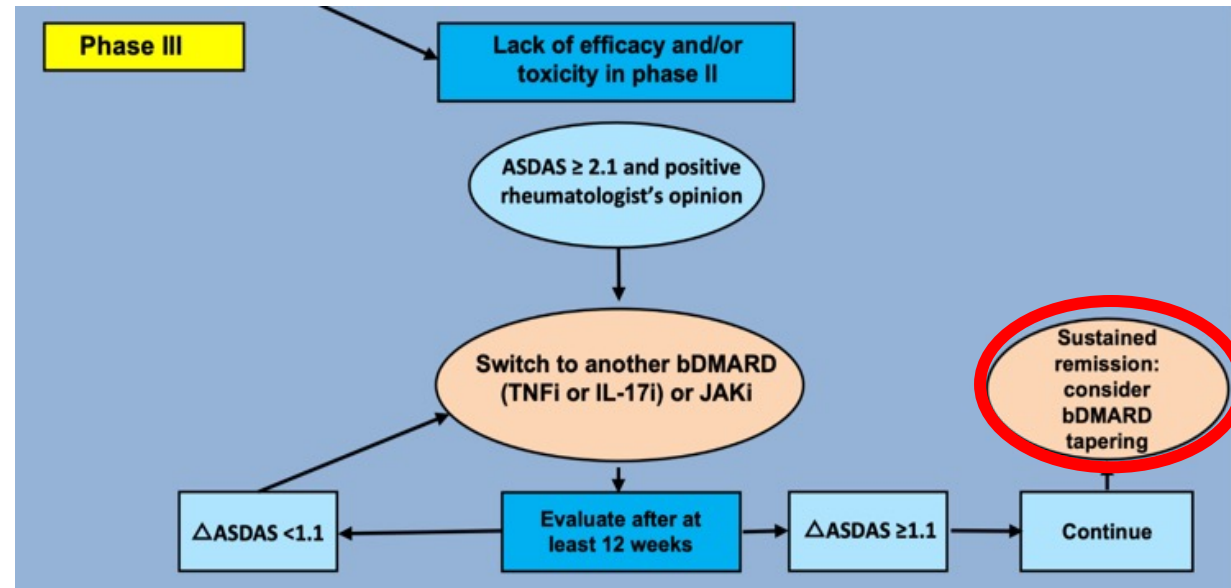 Phase III
Lack of efficacy and/or
toxicity in phase II
ASDAS ≥ 2.1 and positive
rheumatologist’s opinion
Switch to another bDMARD
(TNFi or IL-17i) or JAKi
Sustained
remission:
consider
bDMARD
tapering
△ASDAS <1.1
Evaluate after at
least 12 weeks
△ASDAS ≥1.1
Continue